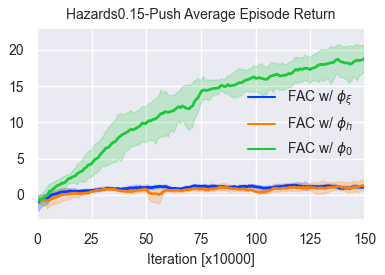 Hazards0.15-Push Average Episode Return
20
15
10
5
0
FAC w/ ϕ_ξ
FAC w/ ϕ_h
FAC w/ ϕ_0
0 25 50 75 100 125 150
Iteration [x10000]